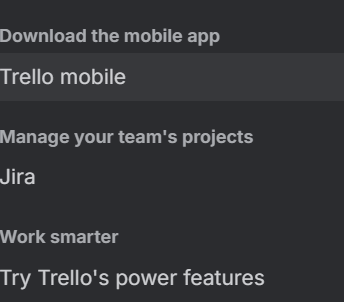 Download the mobile app
Trello mobile
Manage your team's projects
Jira
Work smarter
Try Trello's power features